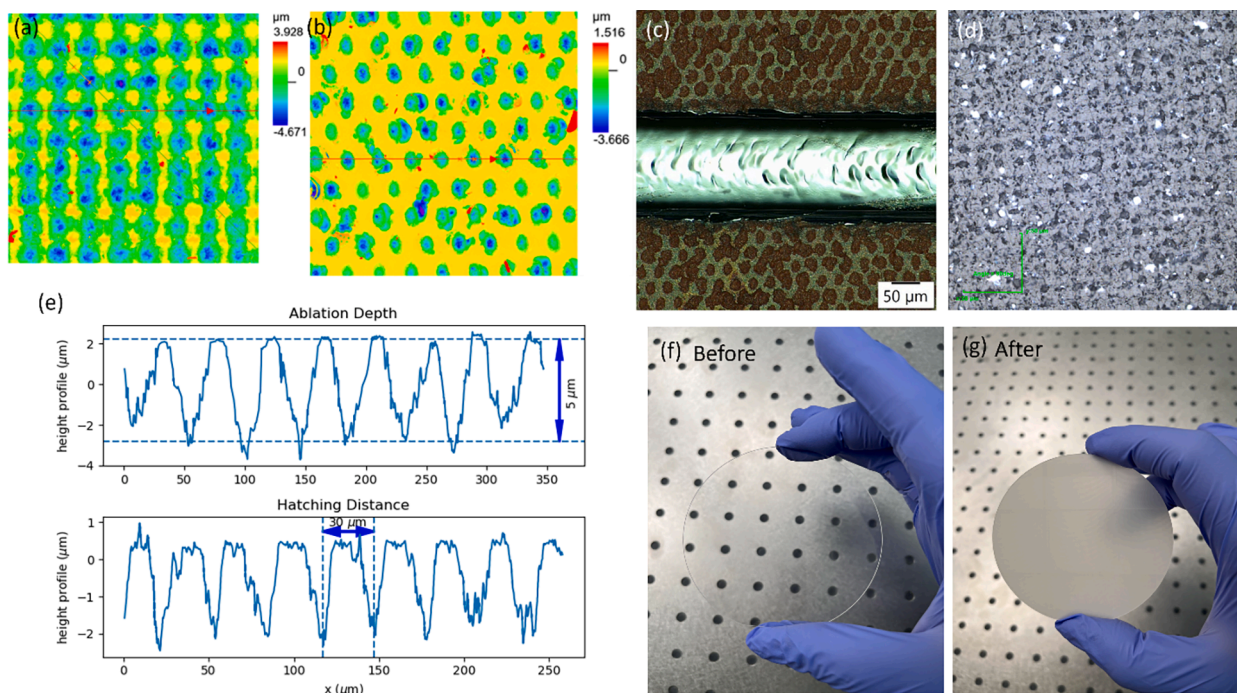 (a)
µm
3.928
0
-4.671
(b)
µm
1.516
0
-3.666
(c)
50 µm
(d)
(e)
Ablation Depth
height profile (µm)
2
0
−2
−4
5 µm
0
50
100
150
200
250
300
350
Hatching Distance
30 µm
height profile (µm)
1
0
−1
−2
0
50
100
150
200
250
x (µm)
(f) Before
(g) After